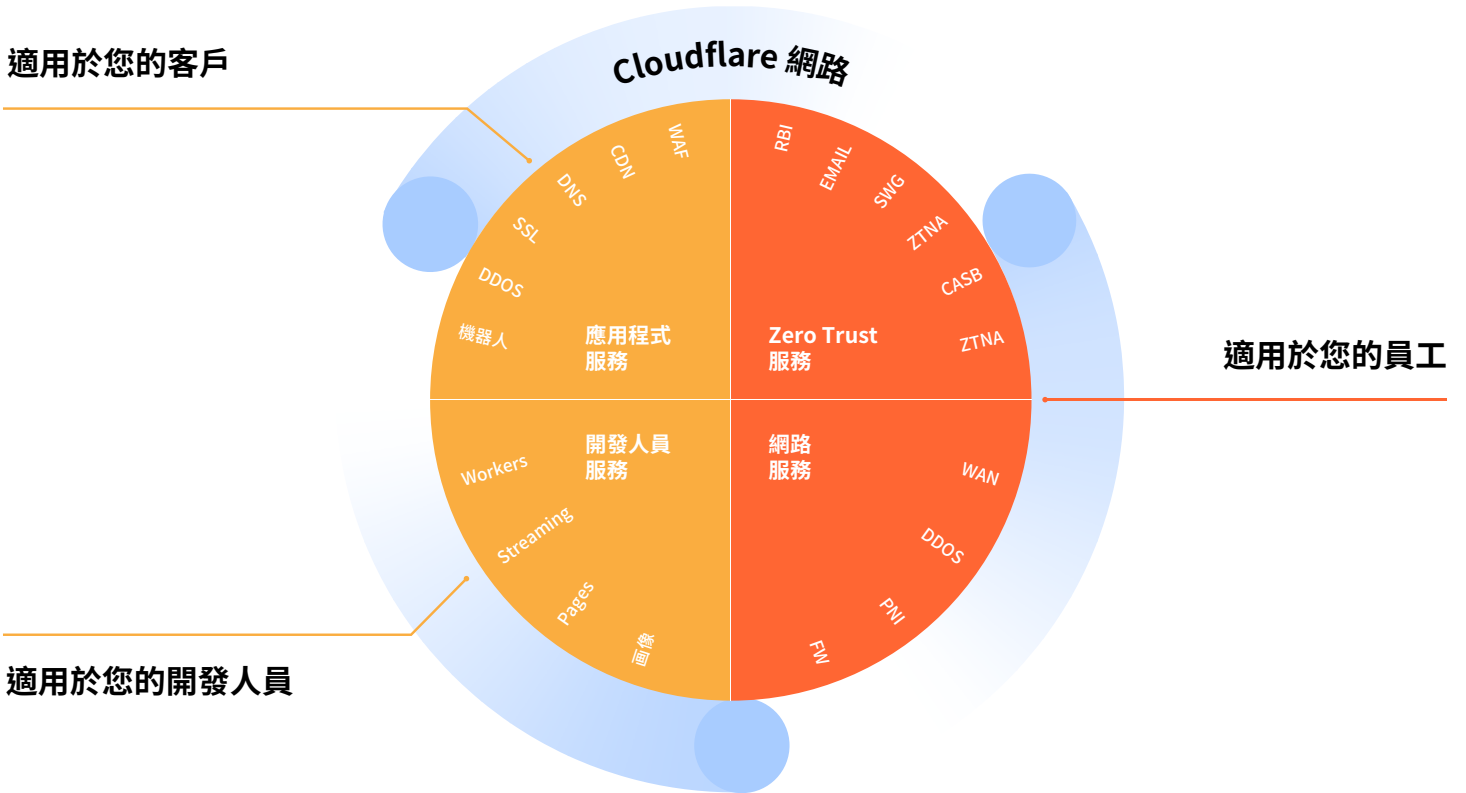 適用於您的客戶
Cloudflare 網路
WAF
CDN
DNS
SSL
DDOS
機器人
應用程式
服務
RBI
EMAIL
SWG
ZTNA
CASB
ZTNA
Zero Trust
服務
適用於您的員工
開發人員
服務
Workers
Streaming
Pages
画像
網路
服務
WAN
DDOS
PNI
FW
適用於您的開發人員